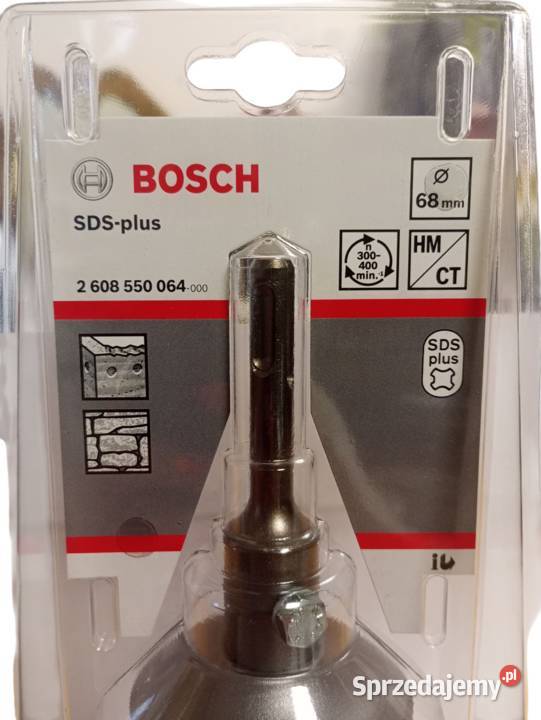 BOSCH
SDS-plus
2 608 550 064-000
Ø
68 mm
n
300-
400
min.-1
HM
CT
SDS
plus
Sprzedajemy.pl